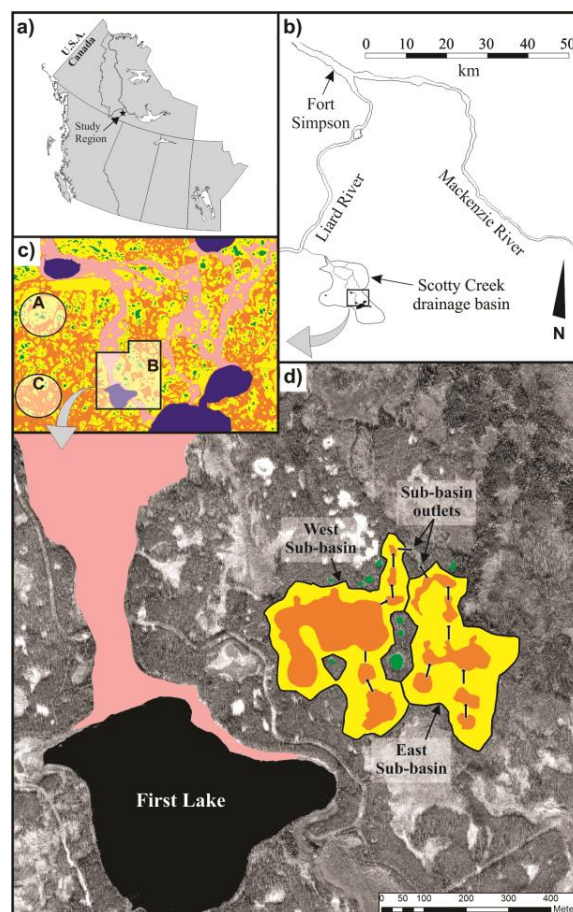 a)
U.S.A.
Canada
Study
Region
b)
0 10 20 30 40 50
km
Fort
Simpson
Liard River
Mackenzie River
Scotty Creek
drainage basin
N
c)
A
B
C
d)
Sub-basin
outlets
West
Sub-basin
East
Sub-basin
First Lake
0 50 100 200 300 400
Mete